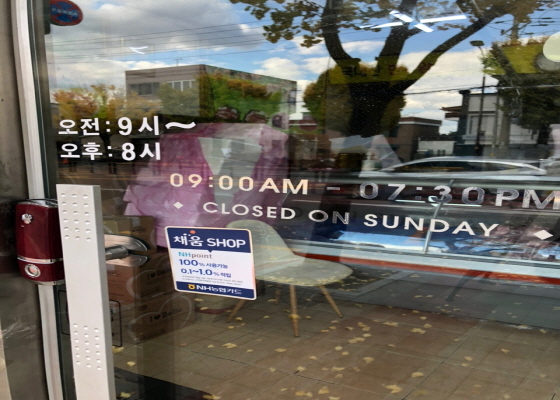 오전:9시~
오후:8시
09:00AM - 07:30PM
CLOSED ON SUNDAY
채움 SHOP
NHpoint
100% 사용가능
0.1~1.0% 적립
NH농협카드